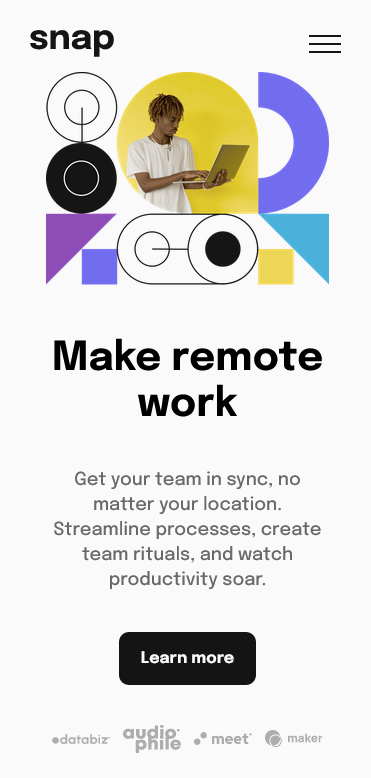 snap
Make remote
work
Get your team in sync, no
matter your location.
Streamline processes, create
team rituals, and watch
productivity soar.
Learn more
databiz audiophile meet maker